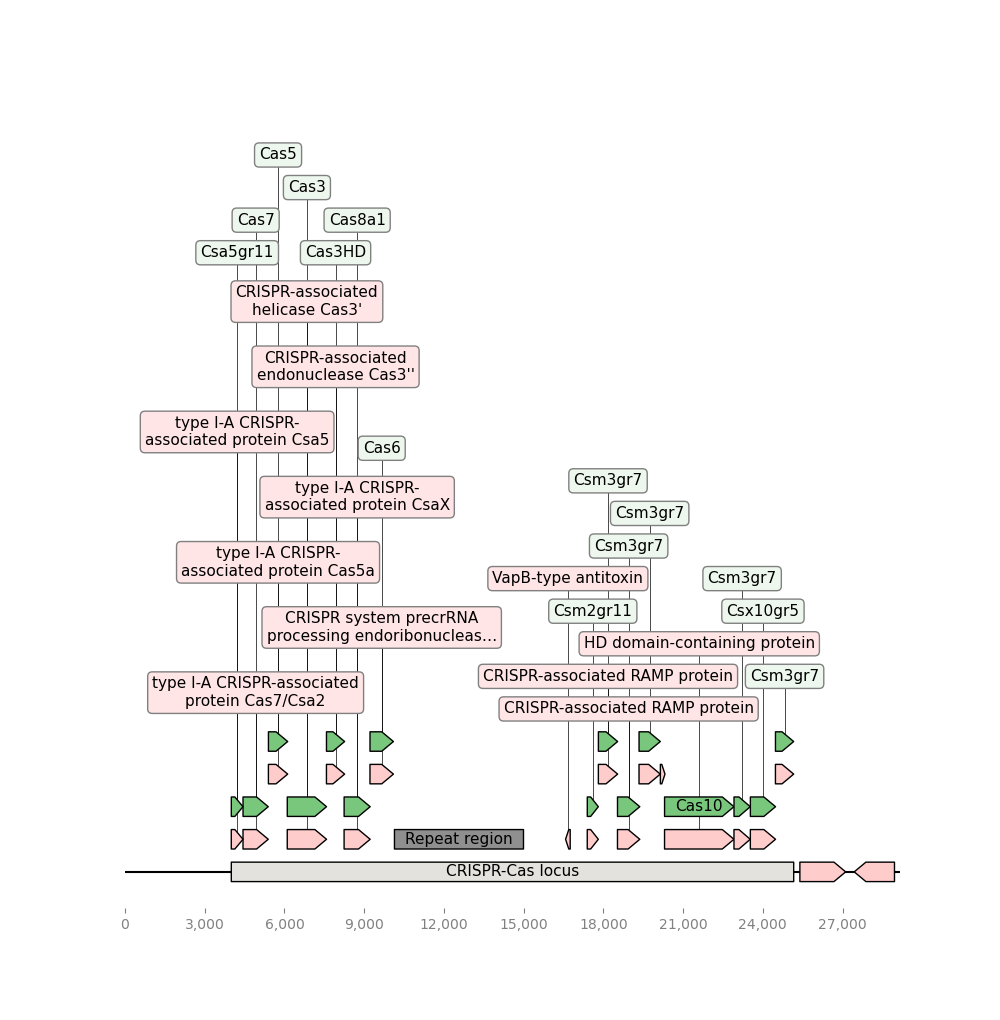 Cas5
Cas3
Cas7
Cas8a1
Csa5gr11
Cas3HD
CRISPR-associated
helicase Cas3'
CRISPR-associated
endonuclease Cas3''
type I-A CRISPR-
associated protein Csa5
Cas6
type I-A CRISPR-
associated protein CsaX
Csm3gr7
Csm3gr7
Csm3gr7
type I-A CRISPR-
associated protein Cas5a
VapB-type antitoxin
Csm3gr7
Csm2gr11
Csx10gr5
CRISPR system precrRNA
processing endoribonucleas...
HD domain-containing protein
CRISPR-associated RAMP protein
Csm3gr7
type I-A CRISPR-associated
protein Cas7/Csa2
CRISPR-associated RAMP protein
Cas10
Repeat region
CRISPR-Cas locus
0
3,000
6,000
9,000
12,000
15,000
18,000
21,000
24,000
27,000